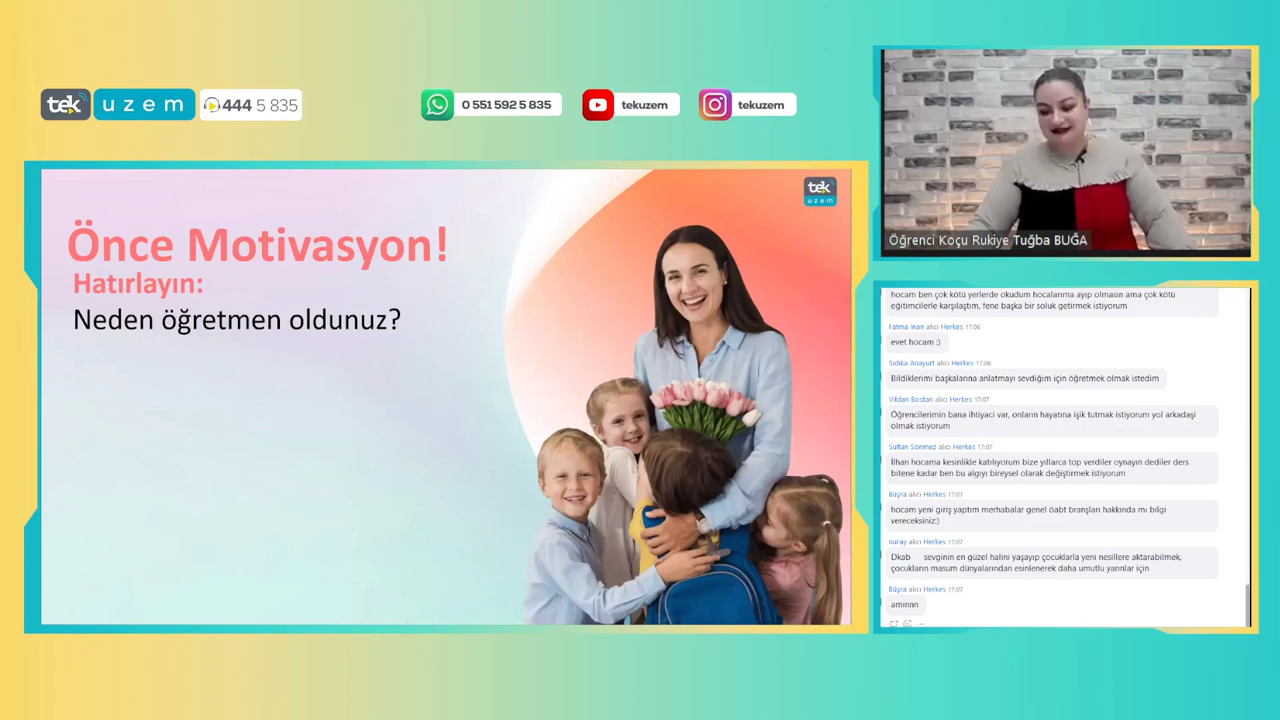 tek uzem 444 5 835
0 551 592 5 835
tekuzem
tekuzem
tek
uzem
Önce Motivasyon!
Hatırlayın:
Neden öğretmen oldunuz?
Öğrenci Koçu Rukiye Tuğba BUĞA
hocam ben çok kötü yerlerde okudum hocalarıma ayıp olmasın ama çok kötü
eğitimcilerle karşılaştım, fene başka bir soluk getirmek istiyorum
Fatma İnan alıcı Herkes 17:06
evet hocam :)
Sıdıka Anayurt alıcı Herkes 17:06
Bildiklerimi başkalarına anlatmayı sevdiğim için öğretmek olmak istedim
Vildan Bostan alıcı Herkes 17:07
Öğrencilerimin bana ihtiyaci var, onların hayatına işik tutmak istiyorum yol arkadaşi
olmak istiyorum
Sultan Sönmez alıcı Herkes 17:07
İlhan hocama kesinlikle katılıyorum bize yıllarca top verdiler oynayın dediler ders
bitene kadar ben bu algıyı bireysel olarak değiştirmek istiyorum
Büşra alıcı Herkes 17:07
hocam yeni giriş yaptım merhabalar genel öabt branşları hakkında mı bilgi
vereceksiniz:)
nuray alıcı Herkes 17:07
Dkab sevginin en güzel halini yaşayıp çocuklarla yeni nesillere aktarabilmek,
çocukların masum dünyalarından esinlenerek daha umutlu yarınlar için
Büşra alıcı Herkes 17:07
aminnn